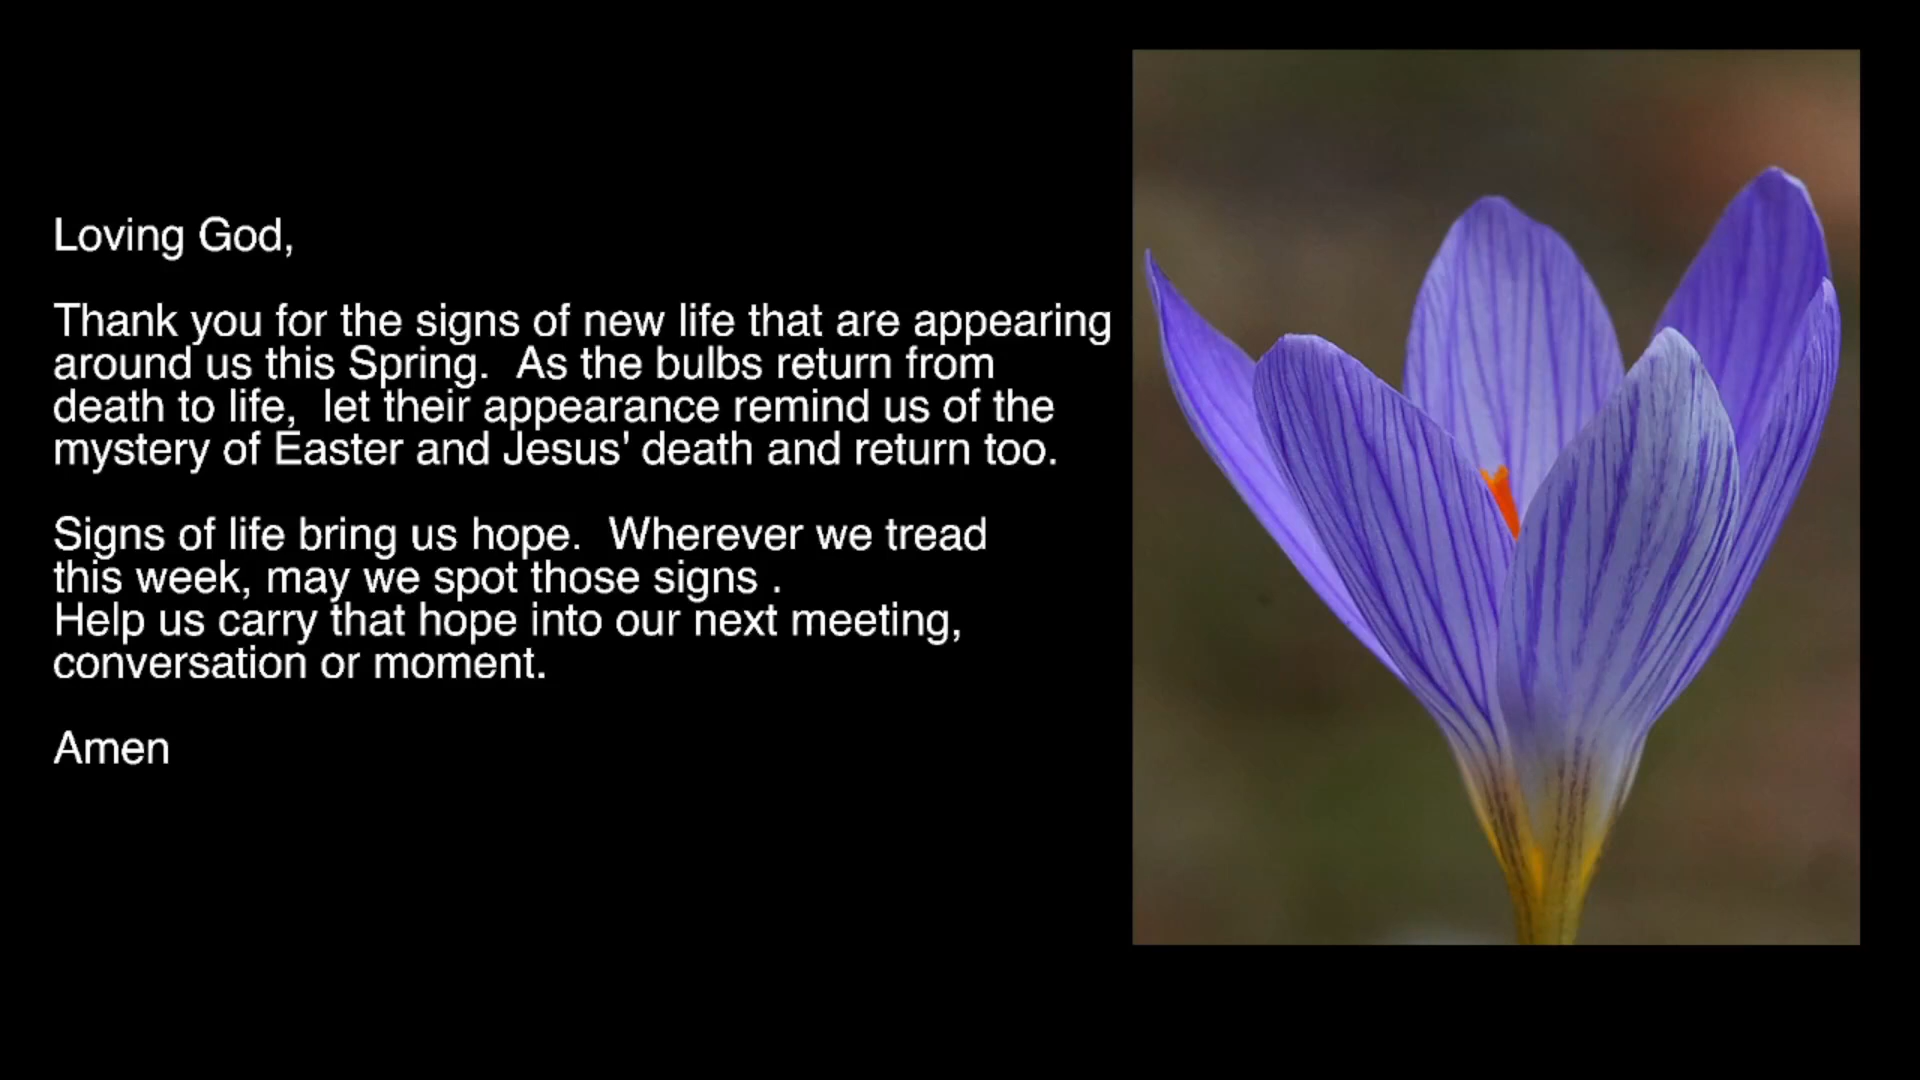 Loving God,
Thank you for the signs of new life that are appearing
around us this Spring.  As the bulbs return from
death to life,  let their appearance remind us of the
mystery of Easter and Jesus' death and return too.
Signs of life bring us hope.  Wherever we tread
this week, may we spot those signs .
Help us carry that hope into our next meeting,
conversation or moment.
Amen